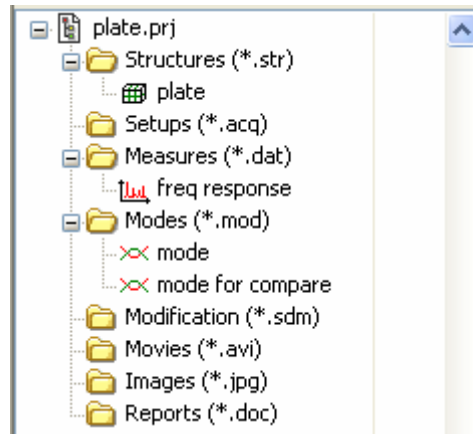 plate.prj
Structures (*.str)
plate
Setups (*.acq)
Measures (*.dat)
freq response
Modes (*.mod)
mode
mode for compare
Modification (*.sdm)
Movies (*.avi)
Images (*.jpg)
Reports (*.doc)